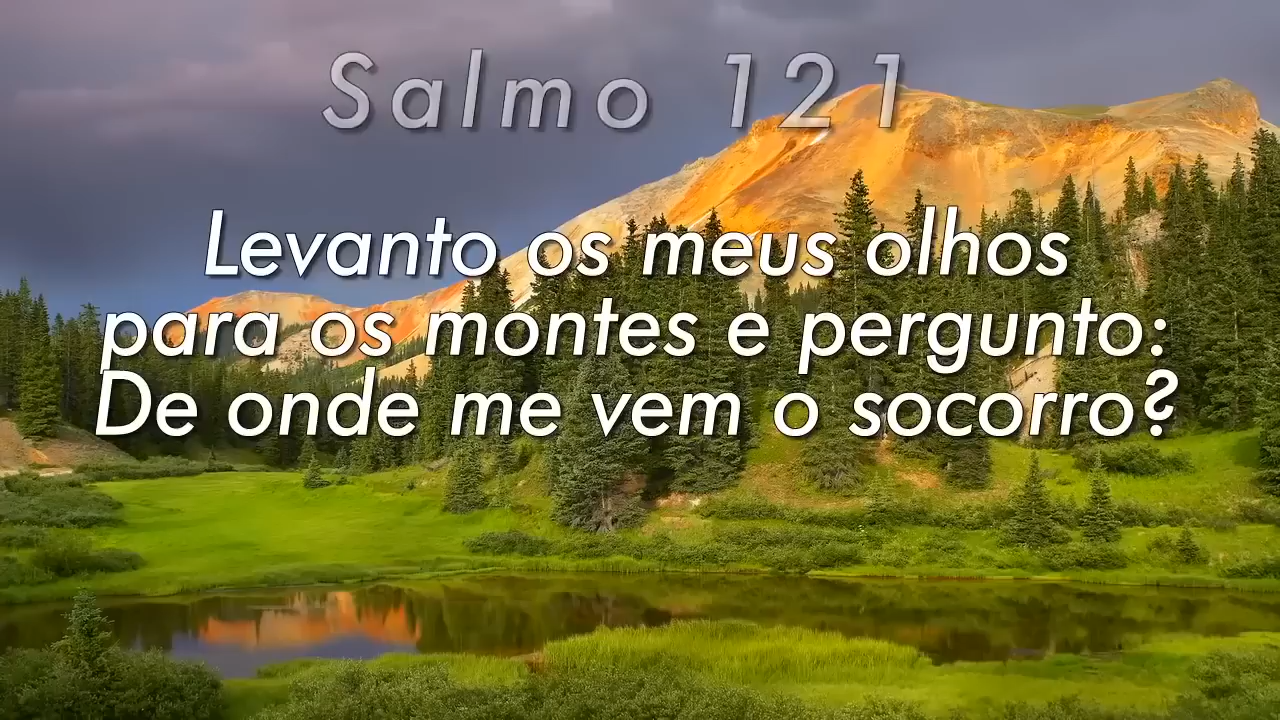 Salmo 121
Levanto os meus olhos
para os montes e pergunto:
De onde me vem o socorro?